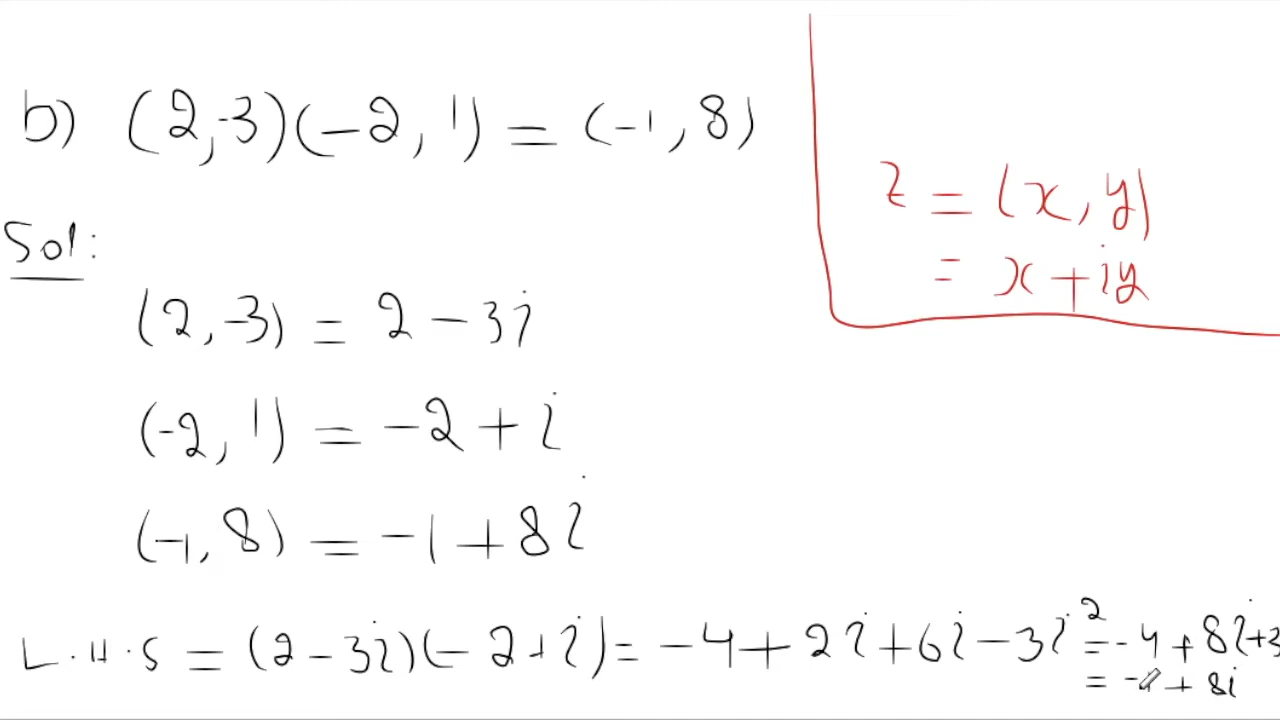 b) (2,-3)(-2, 1) = (-1, 8)
z = (x, y)
= x + iy
Sol:
(2, -3) = 2 - 3i
(-2, 1) = -2 + i
(-1, 8) = -1 + 8i
L.H.S = (2 - 3i)(-2 + i) = -4 + 2i + 6i - 3i² = -4 + 8i + 3
= + 8i